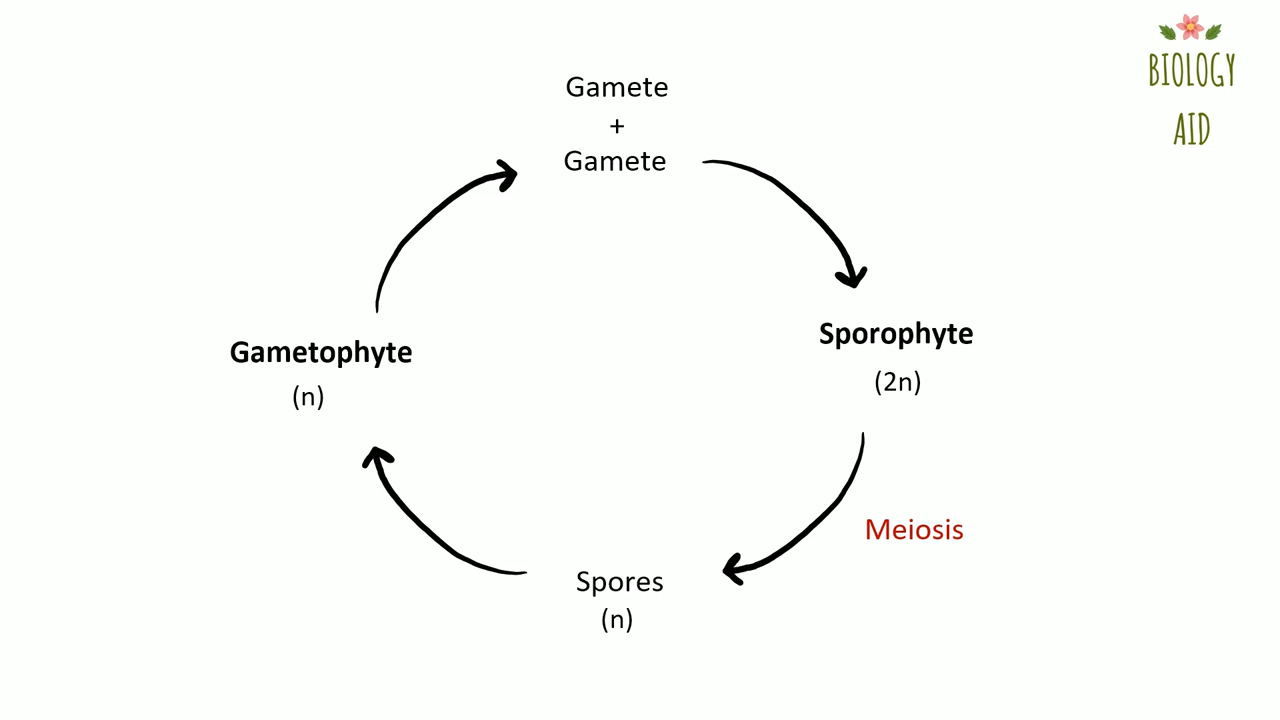 BIOLOGY
AID
Gamete
+
Gamete
Sporophyte
(2n)
Gametophyte
(n)
Meiosis
Spores
(n)